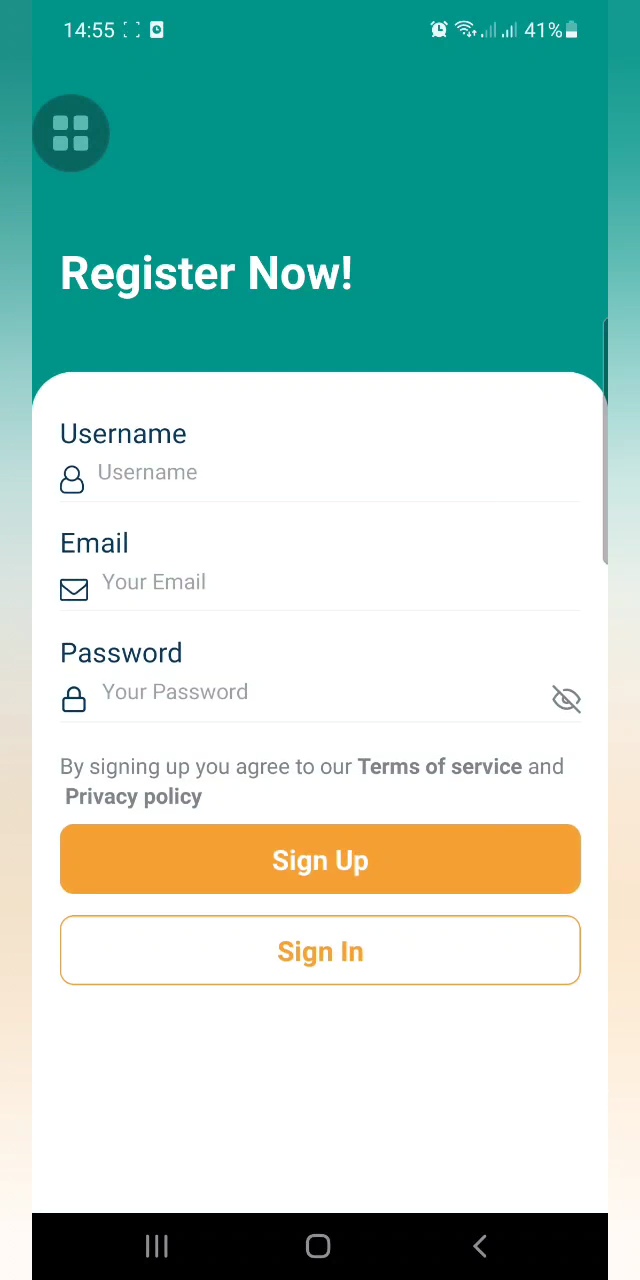 14:55 41%
Register Now!
Username
Username
Email
Your Email
Password
Your Password
By signing up you agree to our Terms of service and
Privacy policy
Sign Up
Sign In